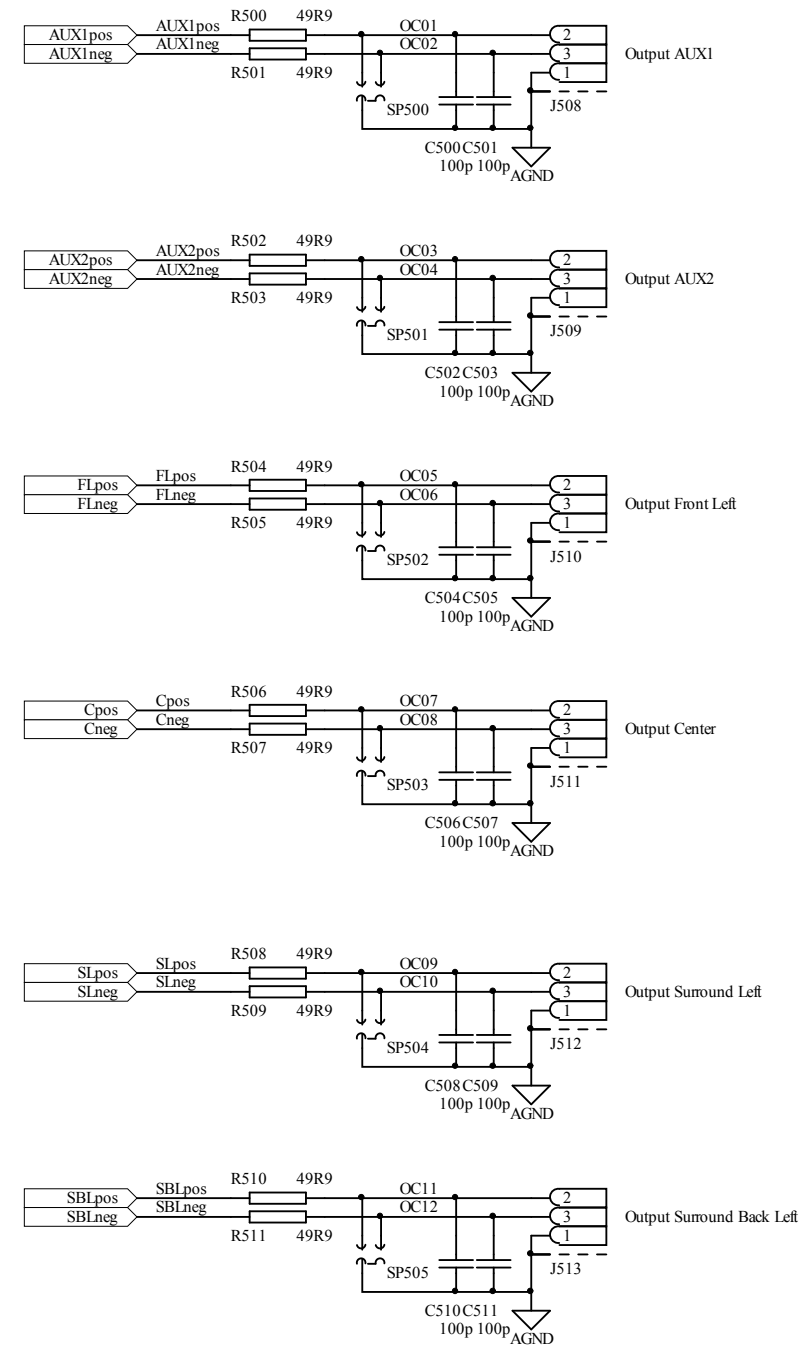 R500 49R9
AUX1pos AUX1pos OC01 2
AUX1neg AUX1neg OC02 3 Output AUX1
R501 49R9 1
SP500 J508
C500 C501
100p 100p AGND
R502 49R9
AUX2pos AUX2pos OC03 2
AUX2neg AUX2neg OC04 3 Output AUX2
R503 49R9 1
SP501 J509
C502 C503
100p 100p AGND
R504 49R9
FLpos FLpos OC05 2
FLneg FLneg OC06 3 Output Front Left
R505 49R9 1
SP502 J510
C504 C505
100p 100p AGND
R506 49R9
Cpos Cpos OC07 2
Cneg Cneg OC08 3 Output Center
R507 49R9 1
SP503 J511
C506 C507
100p 100p AGND
R508 49R9
SLpos SLpos OC09 2
SLneg SLneg OC10 3 Output Surround Left
R509 49R9 1
SP504 J512
C508 C509
100p 100p AGND
R510 49R9
SBLpos SBLpos OC11 2
SBLneg SBLneg OC12 3 Output Surround Back Left
R511 49R9 1
SP505 J513
C510 C511
100p 100p AGND